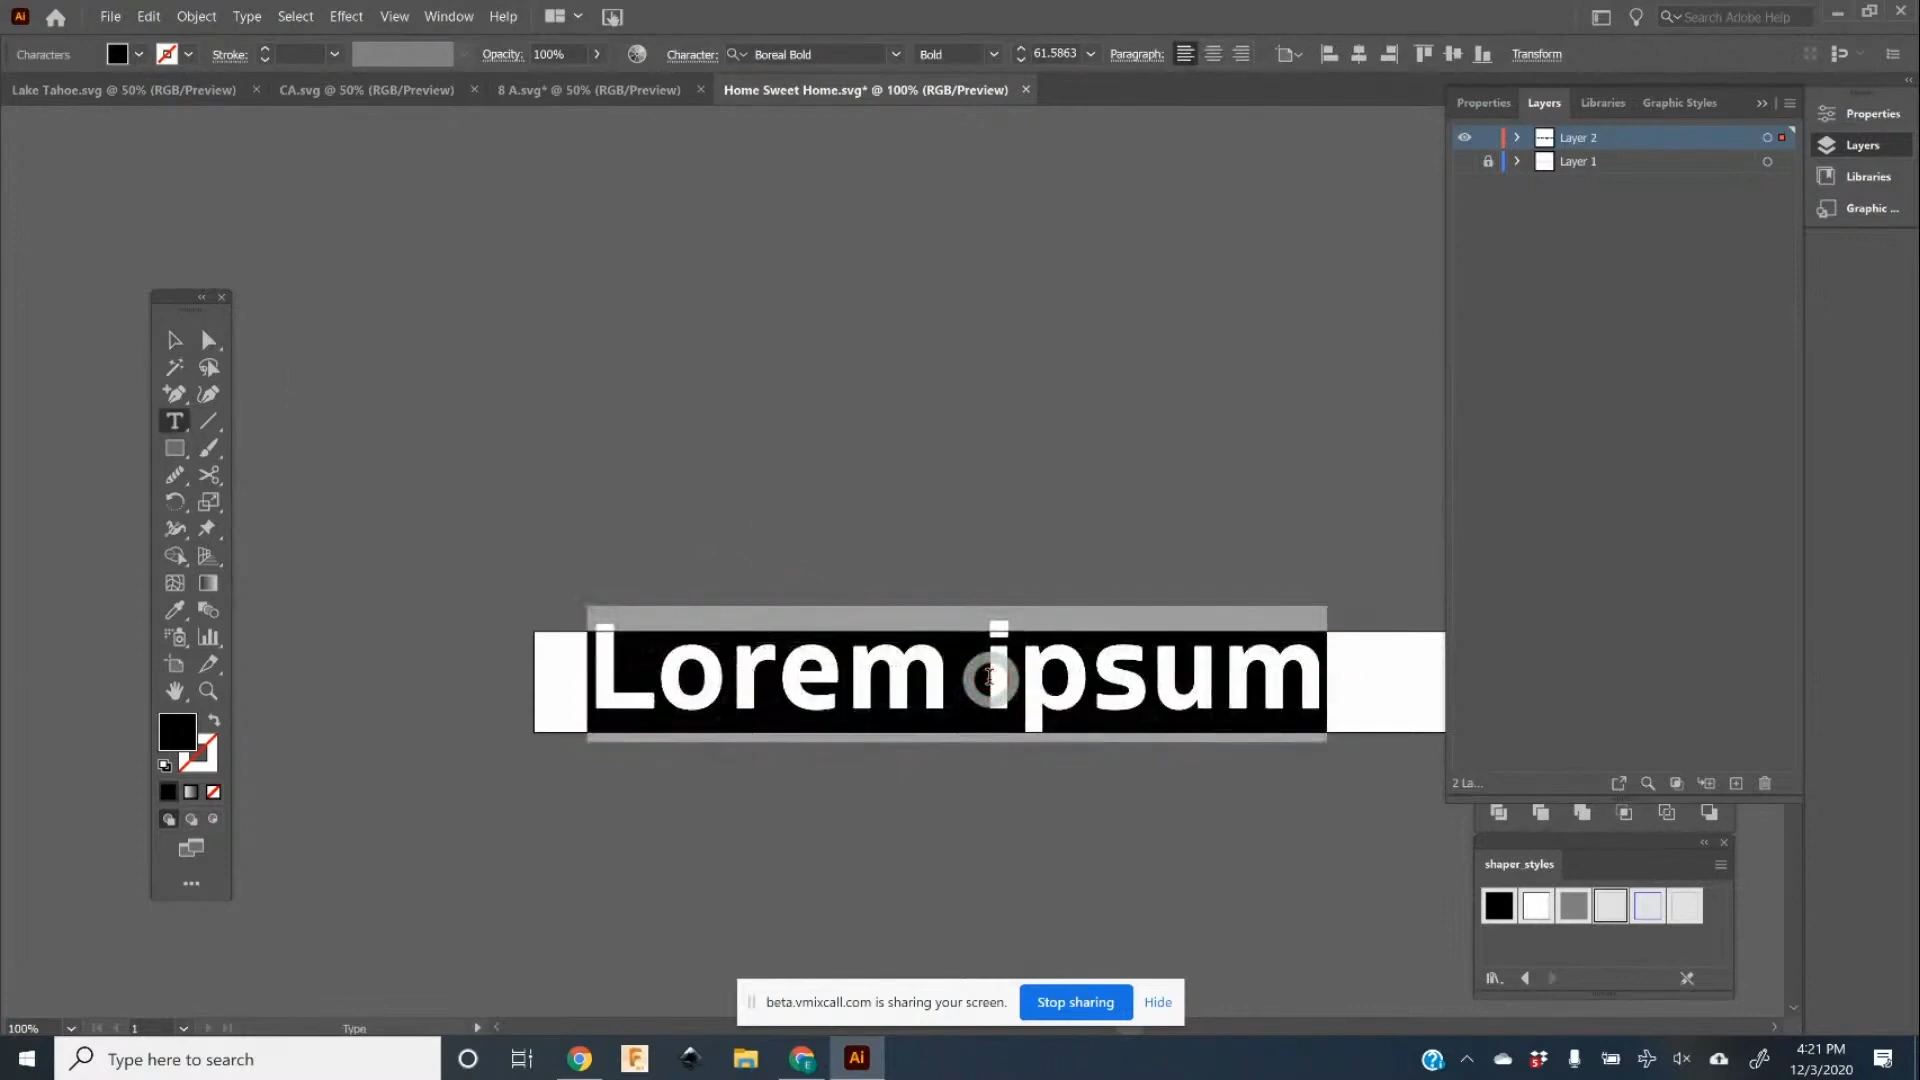 Ai File Edit Object Type Select Effect View Window Help Search Adobe Help
Characters Stroke: Opacity: 100% Character: Boreal Bold Bold 61.5863 Paragraph: Transform
Lake Tahoe.svg @ 50% (RGB/Preview) × CA.svg @ 50% (RGB/Preview) × 8 A.svg* @ 50% (RGB/Preview) × Home Sweet Home.svg* @ 100% (RGB/Preview) ×
Properties Layers Libraries Graphic Styles
Layer 2
Layer 1
Properties
Layers
Libraries
Graphic ...
Lorem ipsum
2 La...
shaper_styles
beta.vmixcall.com is sharing your screen. Stop sharing Hide
100% 1 Type
Type here to search
Ai
4:21 PM
12/3/2020